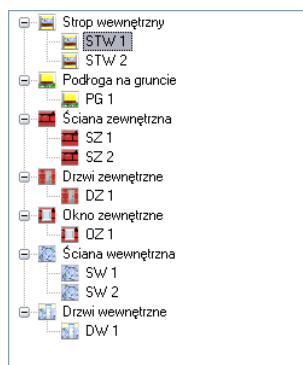 Strop wewnętrzny
STW 1
STW 2
Podłoga na gruncie
PG 1
Ściana zewnętrzna
SZ 1
SZ 2
Drzwi zewnętrzne
DZ 1
Okno zewnętrzne
OZ 1
Ściana wewnętrzna
SW 1
SW 2
Drzwi wewnętrzne
DW 1